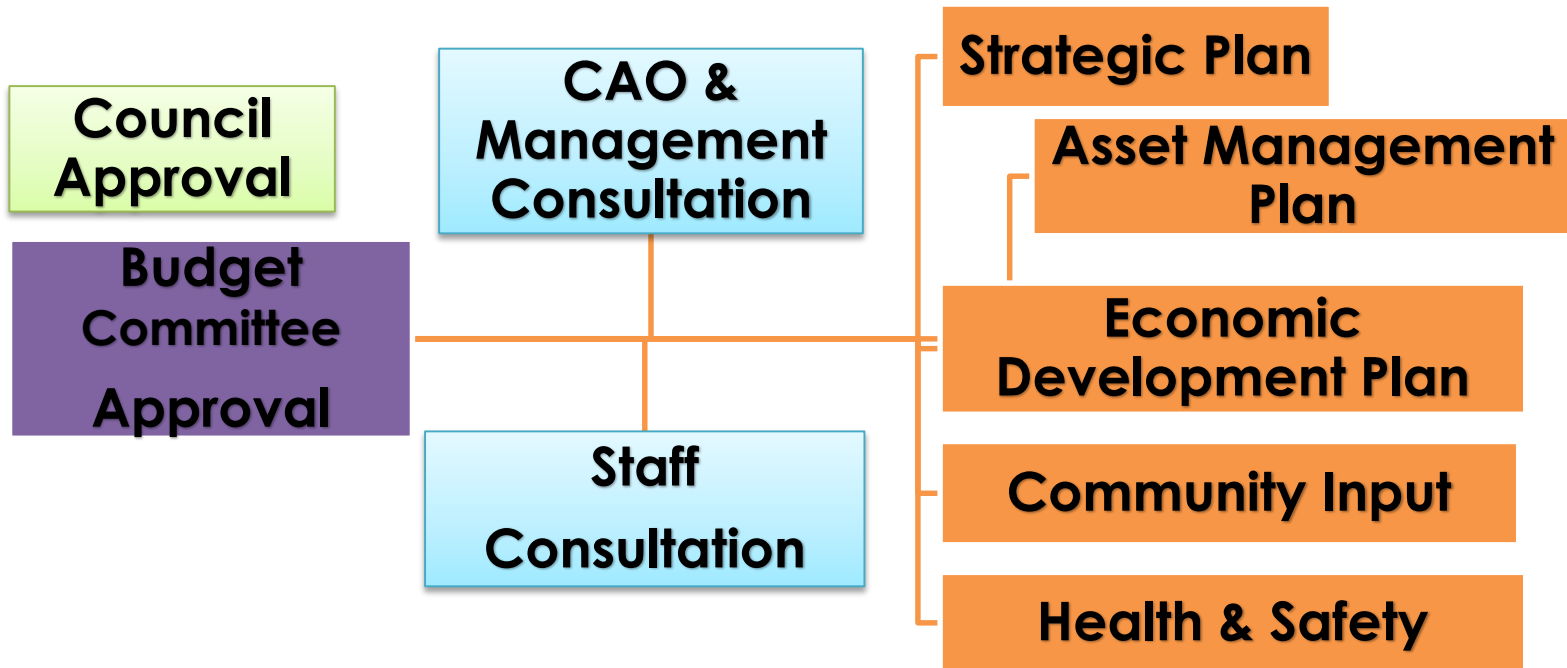 Council
Approval
Budget
Committee
Approval
CAO &
Management
Consultation
Staff
Consultation
Strategic Plan
Asset Management
Plan
Economic
Development Plan
Community Input
Health & Safety